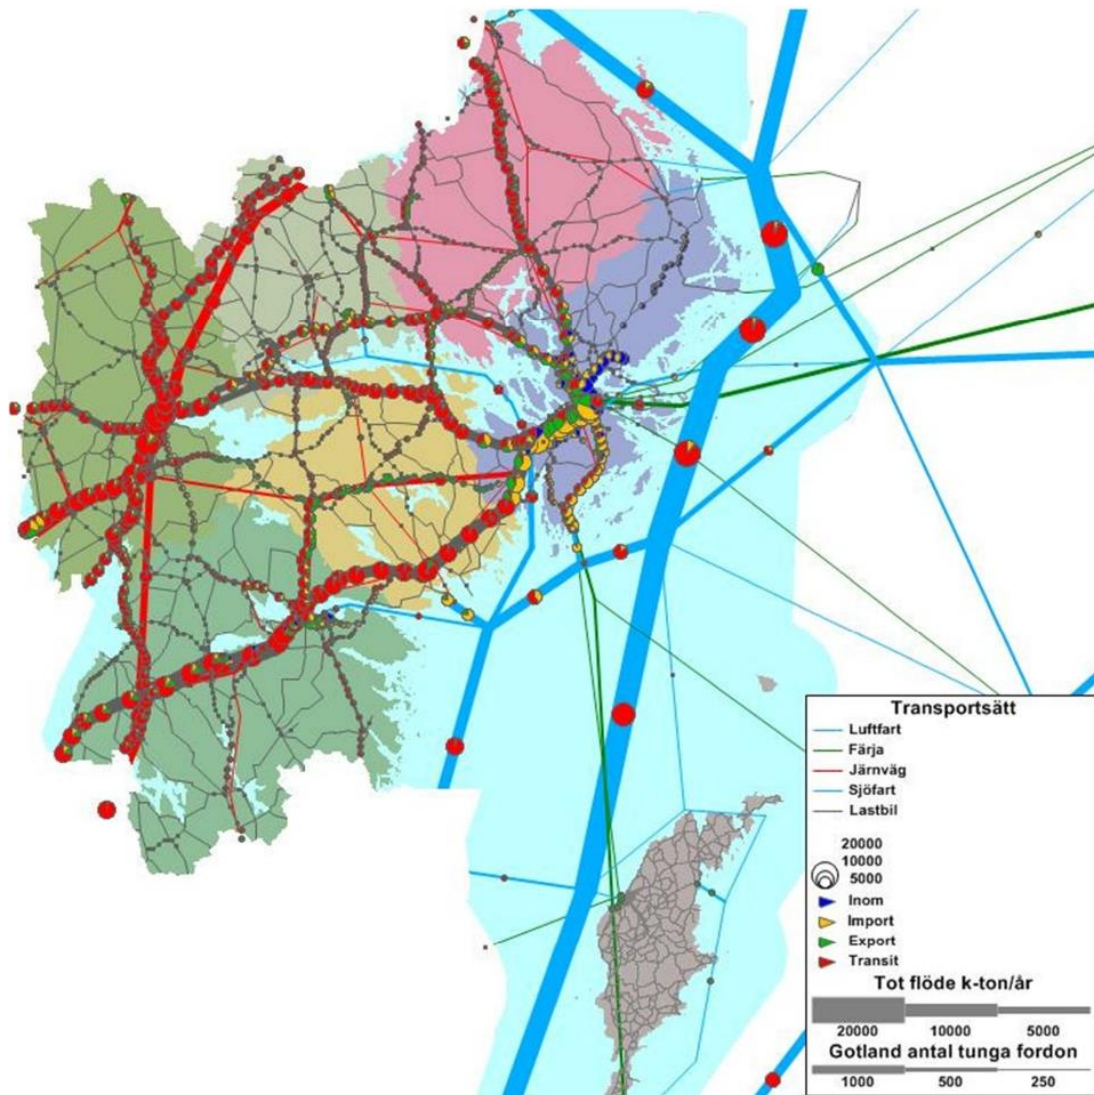 Transportsätt
Luftfart
Färja
Järnväg
Sjöfart
Lastbil
20000
10000
5000
Inom
Import
Export
Transit
Tot flöde k-ton/år
20000 10000 5000
Gotland antal tunga fordon
1000 500 250